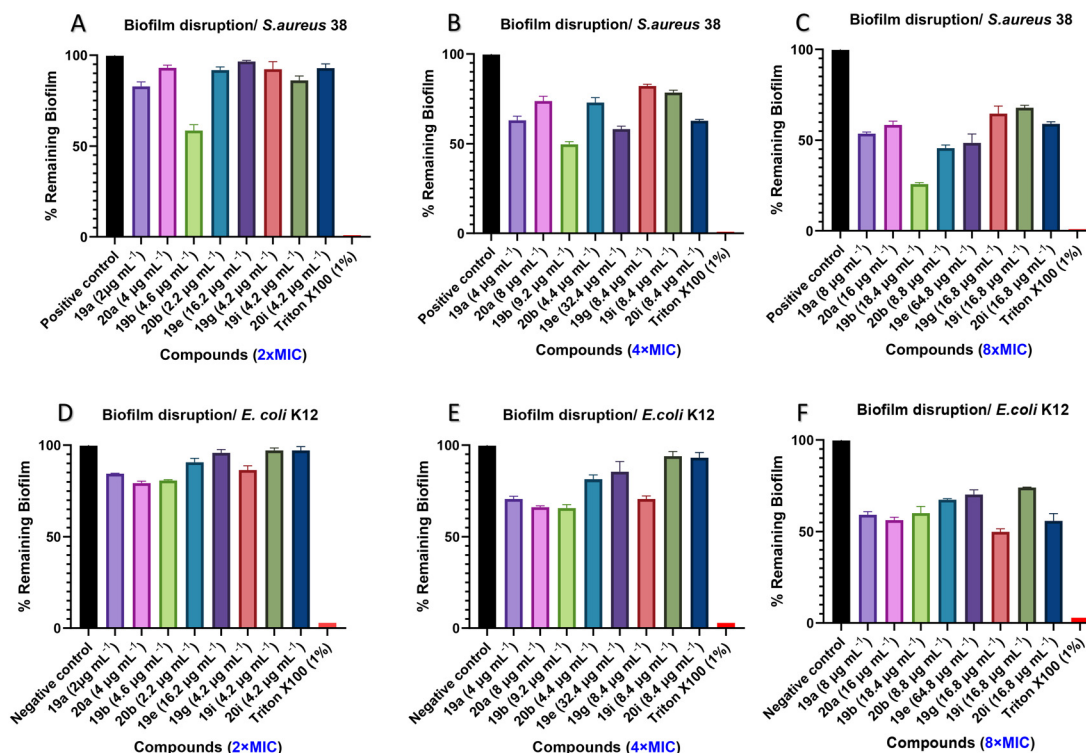 A Biofilm disruption/ S.aureus 38
% Remaining Biofilm
100
50
0
Positive control
19a (2µg mL⁻¹)
20a (4 µg mL⁻¹)
19b (4.6 µg mL⁻¹)
20b (2.2 µg mL⁻¹)
19e (16.2 µg mL⁻¹)
19g (4.2 µg mL⁻¹)
19i (4.2 µg mL⁻¹)
20i (4.2 µg mL⁻¹)
Triton X100 (1%)
Compounds (2xMIC)
B Biofilm disruption/ S.aureus 38
% Remaining Biofilm
100
50
0
Positive control
19a (4 µg mL⁻¹)
20a (8 µg mL⁻¹)
19b (9.2 µg mL⁻¹)
20b (4.4 µg mL⁻¹)
19e (32.4 µg mL⁻¹)
19g (8.4 µg mL⁻¹)
19i (8.4 µg mL⁻¹)
20i (8.4 µg mL⁻¹)
Triton X100 (1%)
Compounds (4×MIC)
C Biofilm disruption/ S.aureus 38
% Remaining Biofilm
100
50
0
Positive control
19a (8 µg mL⁻¹)
20a (16 µg mL⁻¹)
19b (18.4 µg mL⁻¹)
20b (8.8 µg mL⁻¹)
19e (64.8 µg mL⁻¹)
19g (16.8 µg mL⁻¹)
19i (16.8 µg mL⁻¹)
20i (16.8 µg mL⁻¹)
Triton X100 (1%)
Compounds (8xMIC)
D Biofilm disruption/ E. coli K12
% Remaining Biofilm
100
50
0
Negative control
19a (2µg mL⁻¹)
20a (4 µg mL⁻¹)
19b (4.6 µg mL⁻¹)
20b (2.2 µg mL⁻¹)
19e (16.2 µg mL⁻¹)
19g (4.2 µg mL⁻¹)
19i (4.2 µg mL⁻¹)
20i (4.2 µg mL⁻¹)
Triton X100 (1%)
Compounds (2×MIC)
E Biofilm disruption/ E.coli K12
% Remaining Biofilm
100
50
0
Negative control
19a (4 µg mL⁻¹)
20a (8 µg mL⁻¹)
19b (9.2 µg mL⁻¹)
20b (4.4 µg mL⁻¹)
19e (32.4 µg mL⁻¹)
19g (8.4 µg mL⁻¹)
19i (8.4 µg mL⁻¹)
20i (8.4 µg mL⁻¹)
Triton X100 (1%)
Compounds (4×MIC)
F Biofilm disruption/ E.coli K12
% Remaining Biofilm
100
50
0
Negative control
19a (8 µg mL⁻¹)
20a (16 µg mL⁻¹)
19b (18.4 µg mL⁻¹)
20b (8.8 µg mL⁻¹)
19e (64.8 µg mL⁻¹)
19g (16.8 µg mL⁻¹)
19i (16.8 µg mL⁻¹)
20i (16.8 µg mL⁻¹)
Triton X100 (1%)
Compounds (8×MIC)